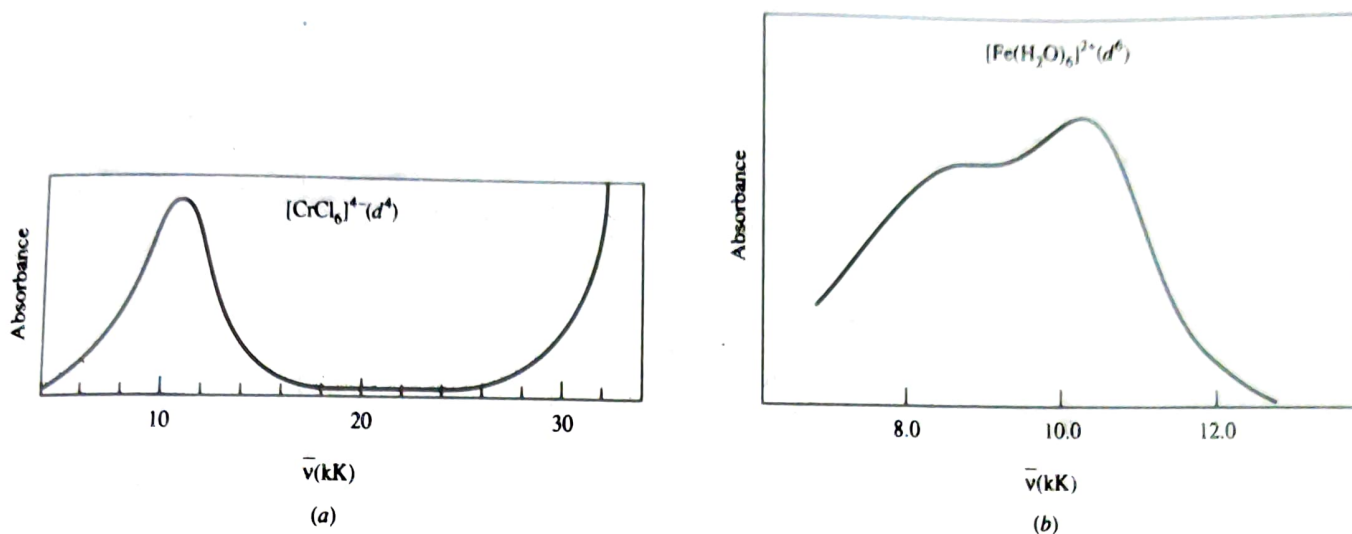 [CrCl₆]⁴⁻(d⁴)
Absorbance
10
20
30
ν̄(kK)
(a)
[Fe(H₂O)₆]²⁺(d⁶)
Absorbance
8.0
10.0
12.0
ν̄(kK)
(b)